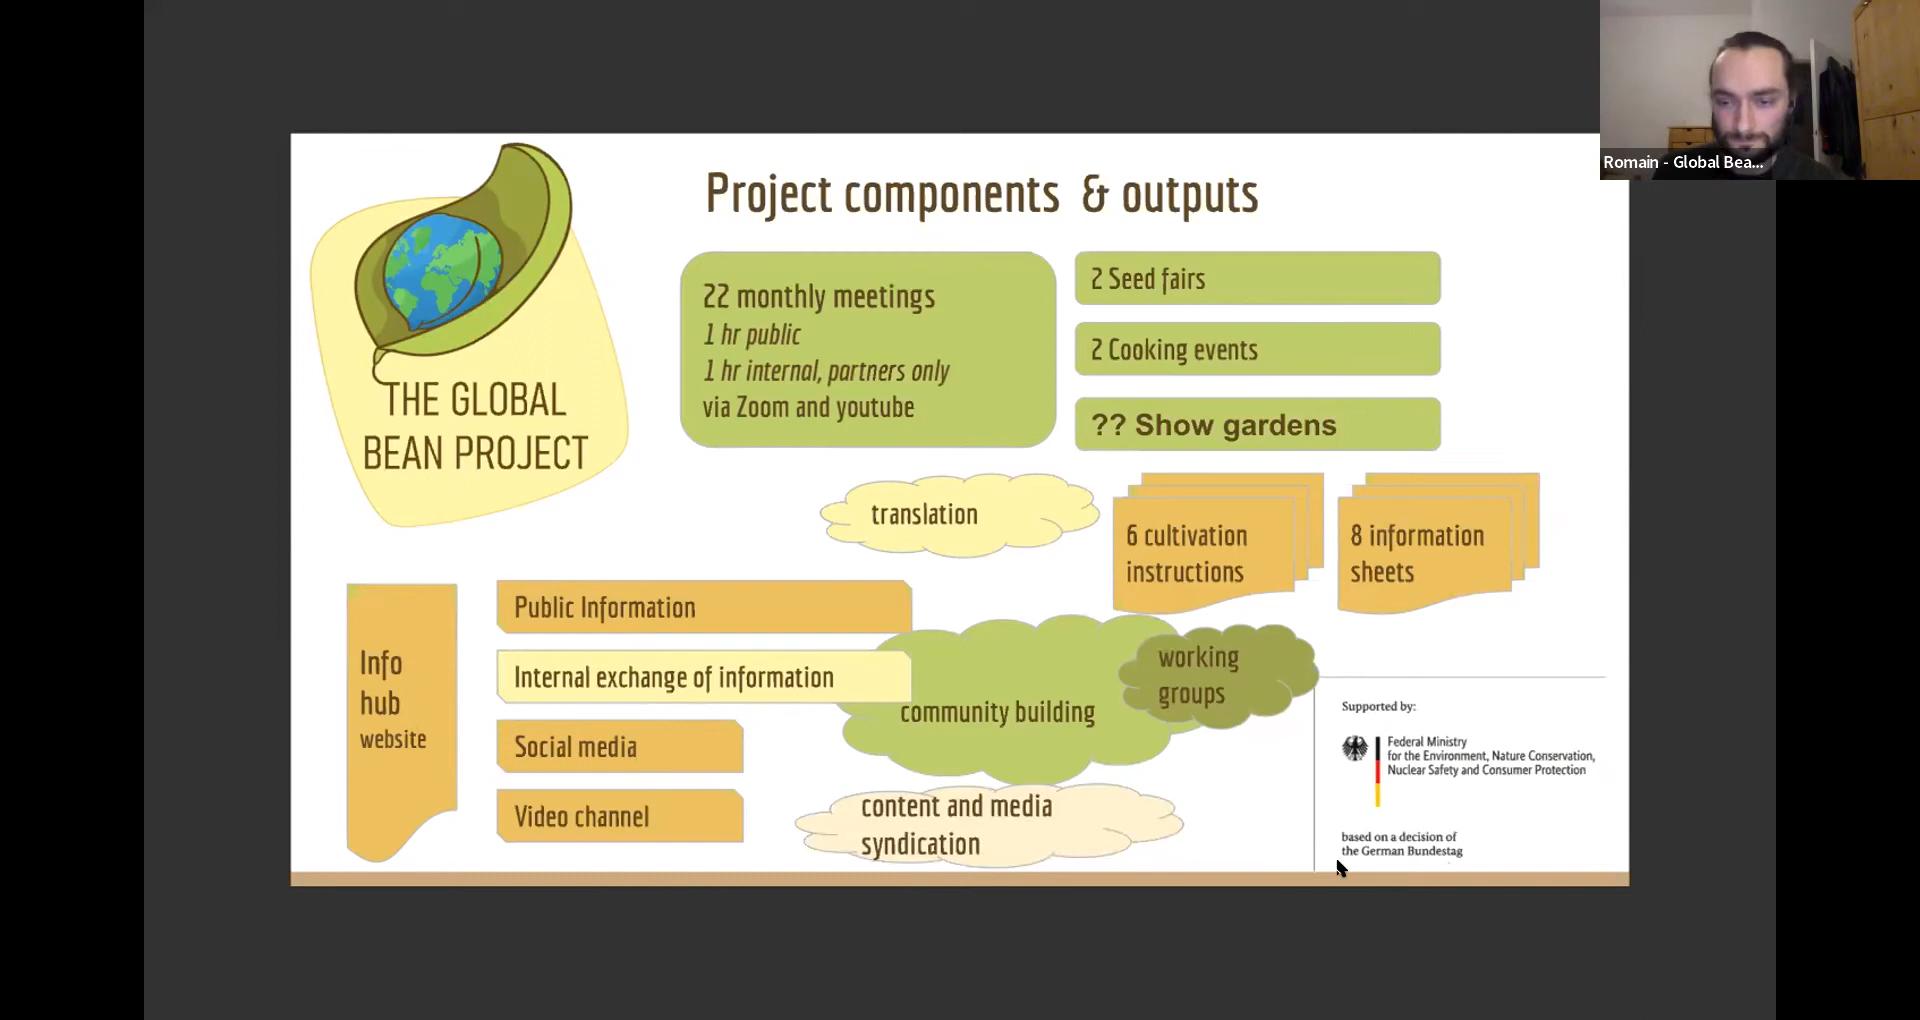 Romain - Global Bea...
Project components & outputs
THE GLOBAL
BEAN PROJECT
22 monthly meetings
1 hr public
1 hr internal, partners only
via Zoom and youtube
2 Seed fairs
2 Cooking events
?? Show gardens
translation
6 cultivation
instructions
8 information
sheets
Info
hub
website
Public Information
Internal exchange of information
Social media
Video channel
community building
working
groups
content and media
syndication
Supported by:
Federal Ministry
for the Environment, Nature Conservation,
Nuclear Safety and Consumer Protection
based on a decision of
the German Bundestag